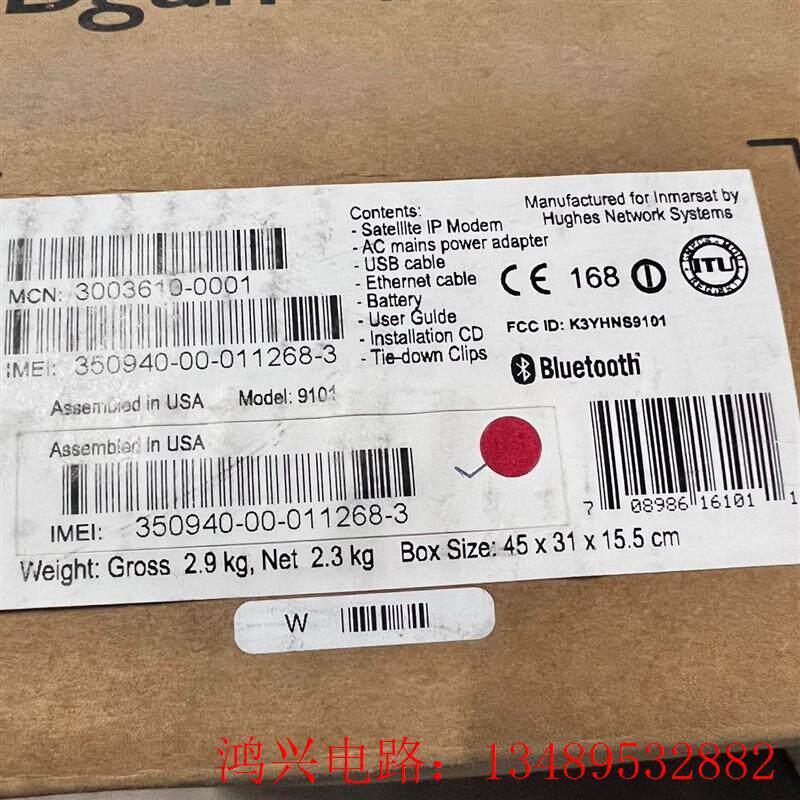 MCN: 3003610-0001
IMEI: 350940-00-011268-3
Assembled in USA Model: 9101
Contents:
- Satellite IP Modem
- AC mains power adapter
- USB cable
- Ethernet cable
- Battery
- User Guide
- Installation CD
- Tie-down Clips
Manufactured for Inmarsat by
Hughes Network Systems
CE 168
ITU
FCC ID: K3YHNS9101
Bluetooth
Assembled in USA
IMEI: 350940-00-011268-3
7 08986 16101 1
Weight: Gross 2.9 kg, Net 2.3 kg Box Size: 45 x 31 x 15.5 cm
W
鸿兴电路：13489532882